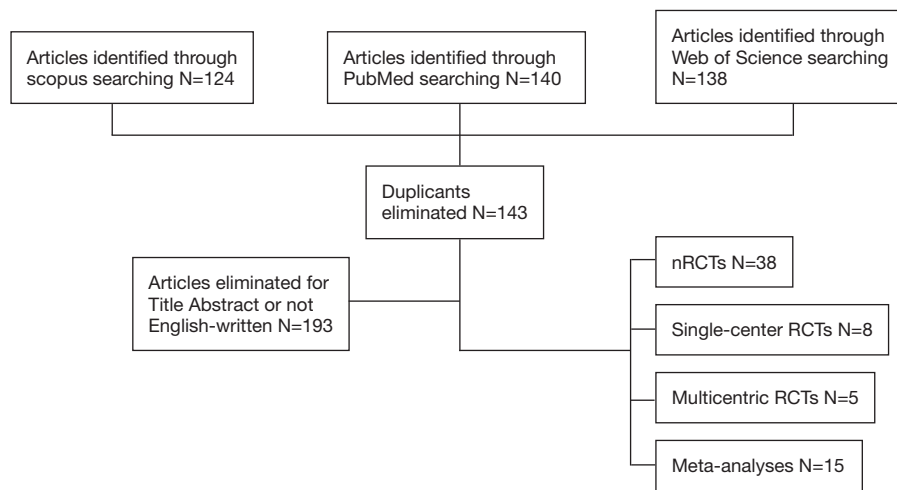 Articles identified through
scopus searching N=124
Articles identified through
PubMed searching N=140
Articles identified through
Web of Science searching
N=138
Duplicants
eliminated N=143
Articles eliminated for
Title Abstract or not
English-written N=193
nRCTs N=38
Single-center RCTs N=8
Multicentric RCTs N=5
Meta-analyses N=15